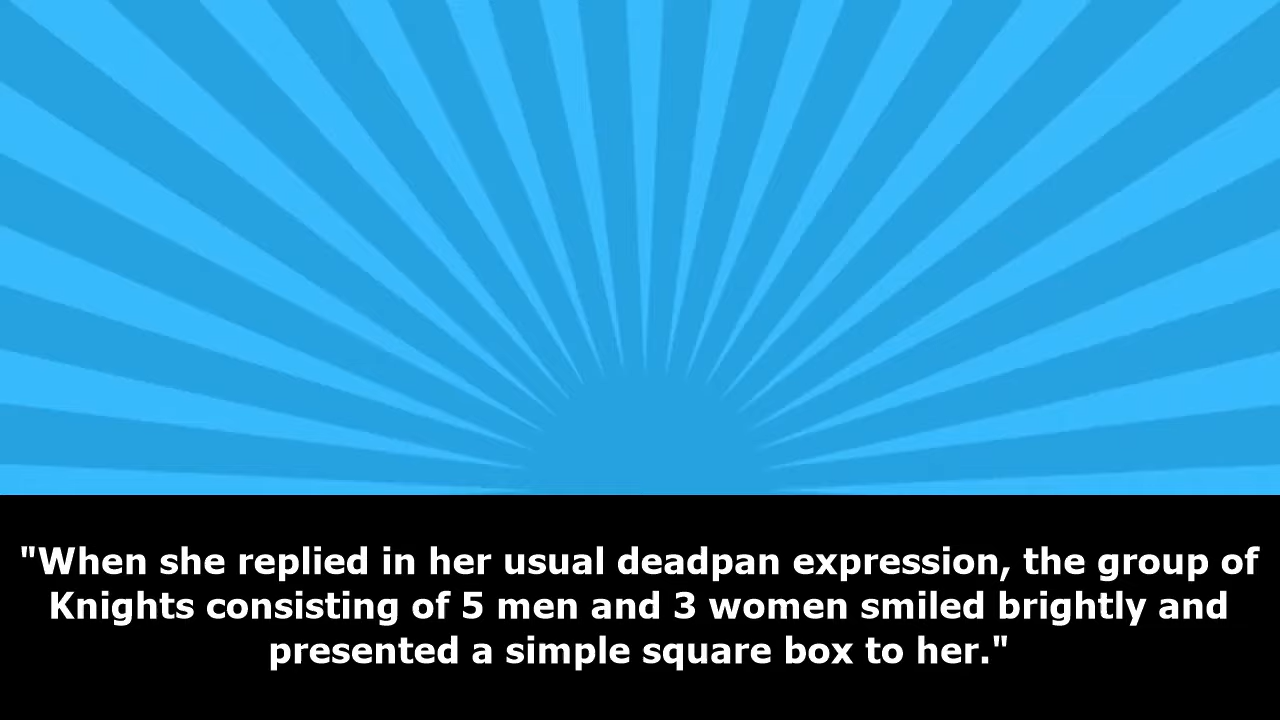 "When she replied in her usual deadpan expression, the group of
Knights consisting of 5 men and 3 women smiled brightly and
presented a simple square box to her."